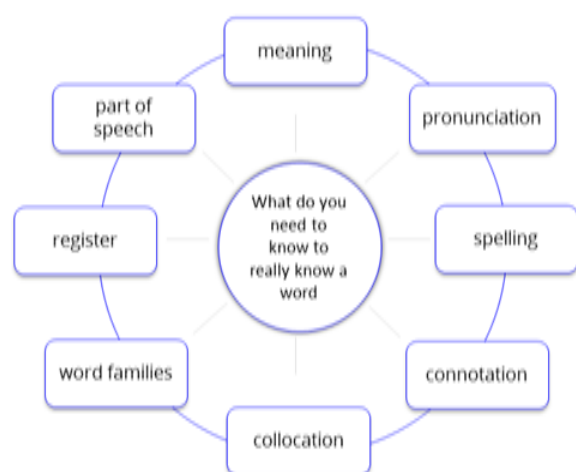 meaning
part of
speech
pronunciation
What do you
need to
know to
really know a
word
register
spelling
word families
connotation
collocation